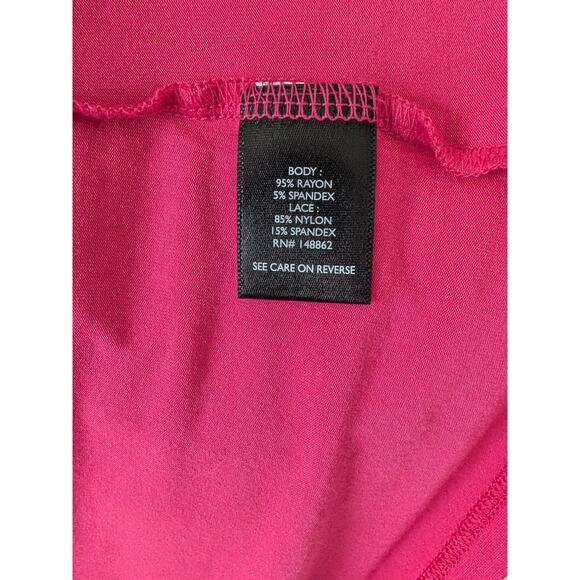 BODY :
95% RAYON
5% SPANDEX
LACE :
85% NYLON
15% SPANDEX
RN# 148862
SEE CARE ON REVERSE